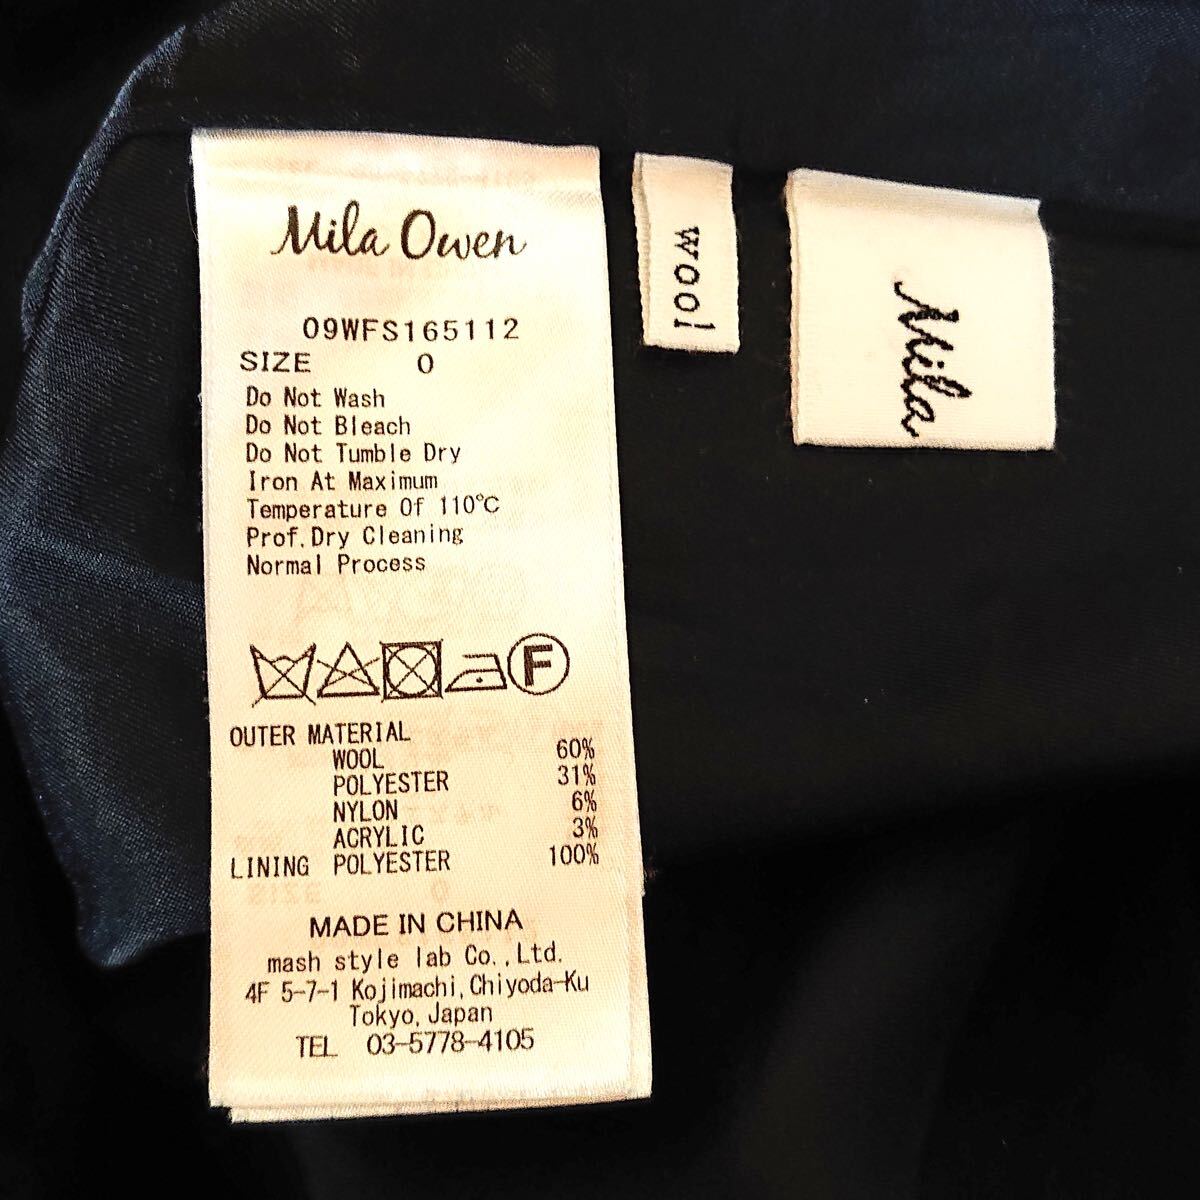 Mila Owen
09WFS165112
SIZE 0
Do Not Wash
Do Not Bleach
Do Not Tumble Dry
Iron At Maximum
Temperature Of 110℃
Prof.Dry Cleaning
Normal Process
F
OUTER MATERIAL
WOOL 60%
POLYESTER 31%
NYLON 6%
ACRYLIC 3%
LINING POLYESTER 100%
MADE IN CHINA
mash style lab Co.,Ltd.
4F 5-7-1 Kojimachi,Chiyoda-Ku
Tokyo,Japan
TEL 03-5778-4105
wool
Mila